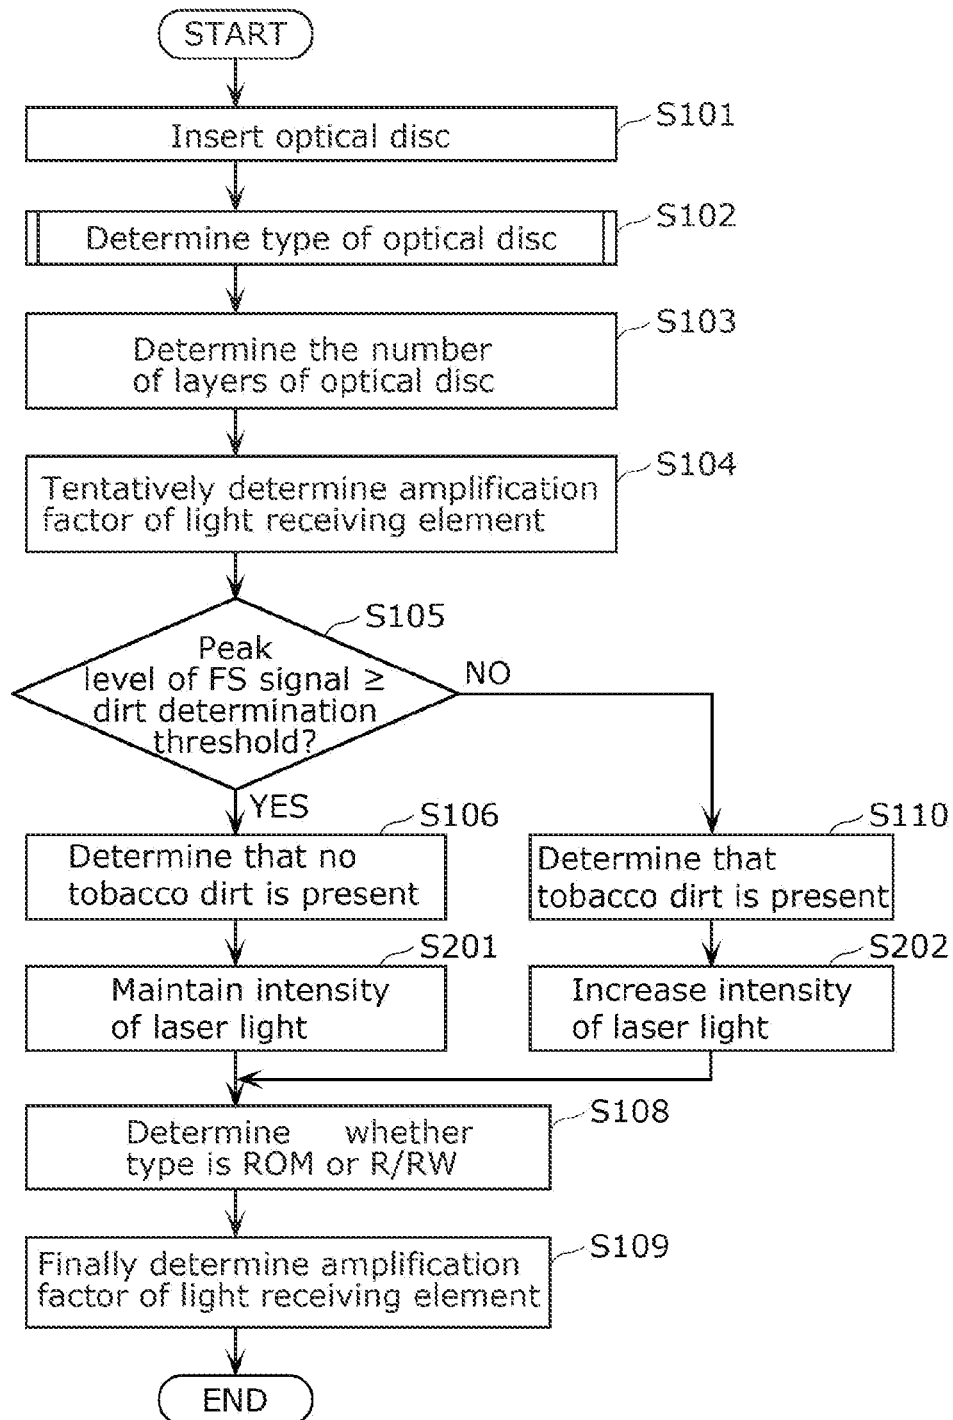 START
S101
Insert optical disc
S102
Determine type of optical disc
S103
Determine the number
of layers of optical disc
S104
Tentatively determine amplification
factor of light receiving element
S105
Peak
level of FS signal ≥
dirt determination
threshold?
NO
YES
S106
Determine that no
tobacco dirt is present
S110
Determine that
tobacco dirt is present
S201
Maintain intensity
of laser light
S202
Increase intensity
of laser light
S108
Determine whether
type is ROM or R/RW
S109
Finally determine amplification
factor of light receiving element
END